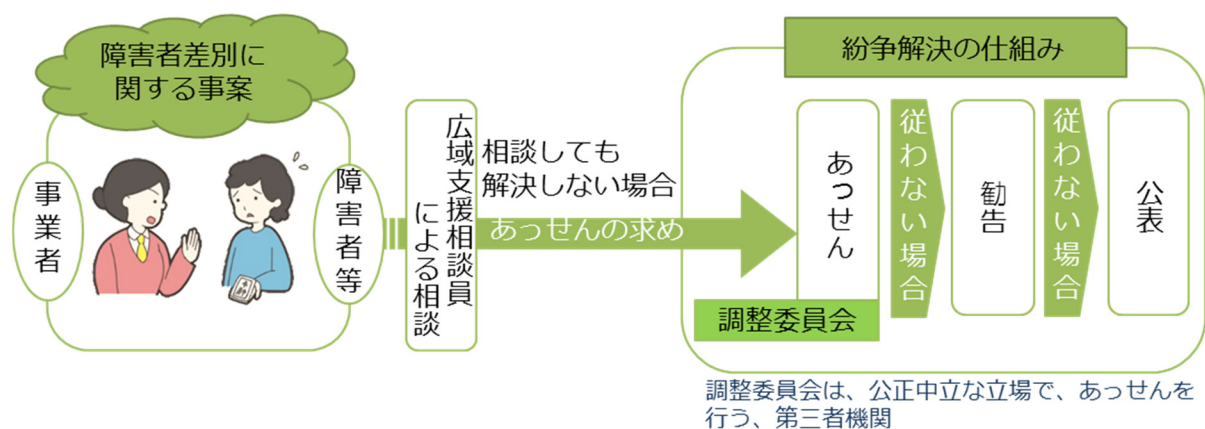 障害者差別に
関する事案
事業者
障害者等
広域支援相談員
による相談
相談しても
解決しない場合
あっせんの求め
紛争解決の仕組み
あっせん
調整委員会
従わない場合
勧告
従わない場合
公表
調整委員会は、公正中立な立場で、あっせんを
行う、第三者機関